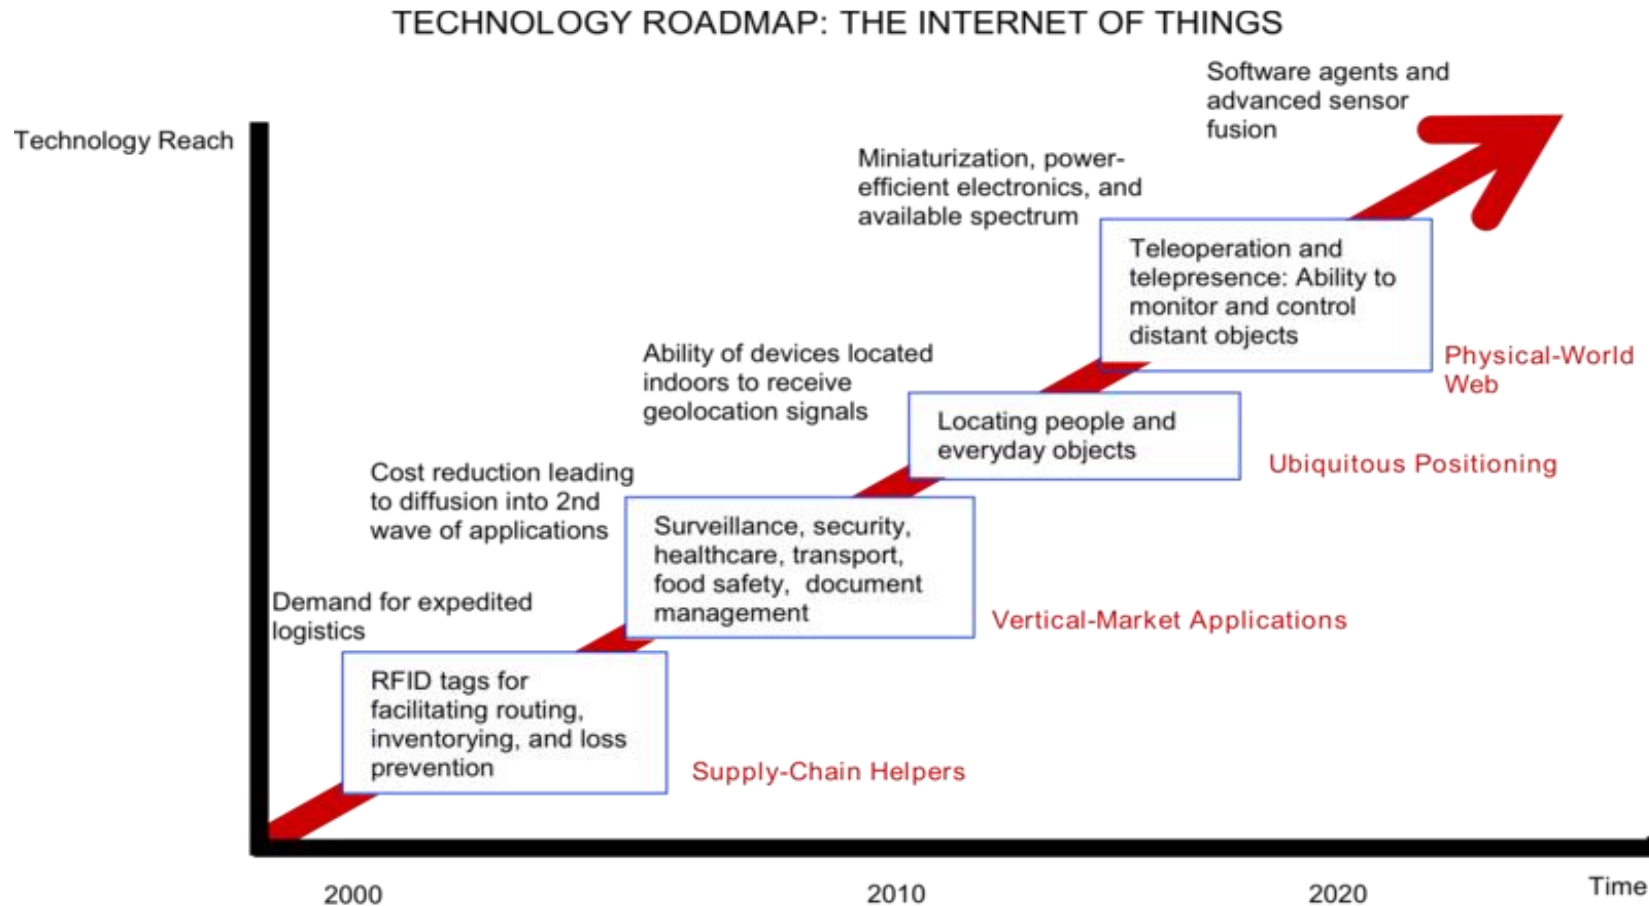 TECHNOLOGY ROADMAP: THE INTERNET OF THINGS
Technology Reach
Software agents and
advanced sensor
fusion
Miniaturization, power-
efficient electronics, and
available spectrum
Teleoperation and
telepresence: Ability to
monitor and control
distant objects
Physical-World
Web
Ability of devices located
indoors to receive
geolocation signals
Locating people and
everyday objects
Ubiquitous Positioning
Cost reduction leading
to diffusion into 2nd
wave of applications
Surveillance, security,
healthcare, transport,
food safety,  document
management
Vertical-Market Applications
Demand for expedited
logistics
RFID tags for
facilitating routing,
inventorying, and loss
prevention
Supply-Chain Helpers
2000
2010
2020
Time